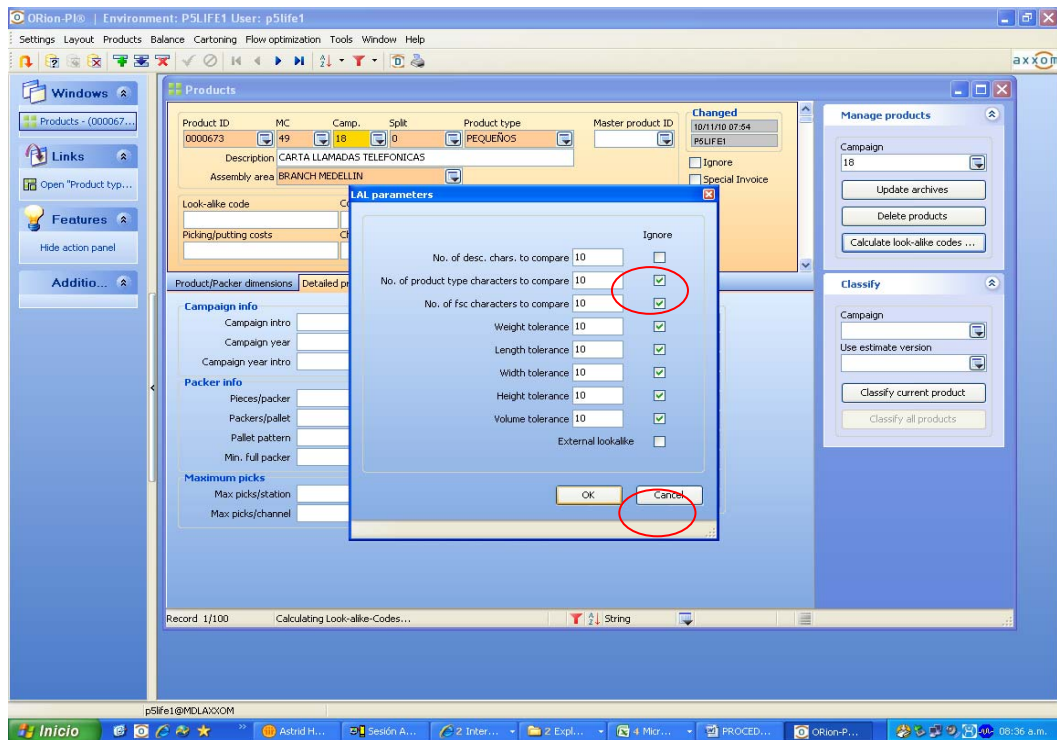 ORion-PI® | Environment: P5LIFE1 User: p5life1
Settings Layout Products Balance Cartoning Flow optimization Tools Window Help
axxom
Windows
Products - (000067...
Links
Open "Product typ...
Features
Hide action panel
Additio...
Products
Product ID MC Camp. Split Product type Master product ID
0000673 49 18 0 PEQUEÑOS
Description CARTA LLAMADAS TELEFONICAS
Assembly area BRANCH MEDELLIN
Changed
10/11/10 07:54
P5LIFE1
Ignore
Special Invoice
Look-alike code
Picking/putting costs
Product/Packer dimensions Detailed pr
Campaign info
Campaign intro
Campaign year
Campaign year intro
Packer info
Pieces/packer
Packers/pallet
Pallet pattern
Min. full packer
Maximum picks
Max picks/station
Max picks/channel
LAL parameters
Ignore
No. of desc. chars. to compare 10
No. of product type characters to compare 10
No. of fsc characters to compare 10
Weight tolerance 10
Length tolerance 10
Width tolerance 10
Height tolerance 10
Volume tolerance 10
External lookalike
OK Cancel
Manage products
Campaign
18
Update archives
Delete products
Calculate look-alike codes ...
Classify
Campaign
Use estimate version
Classify current product
Classify all products
Record 1/100 Calculating Look-alike-Codes... String
p5life1@MDLAXXOM
Inicio Astrid H... Sesión A... 2 Inter... 2 Expl... 4 Micr... PROCED... ORion-P... 08:36 a.m.